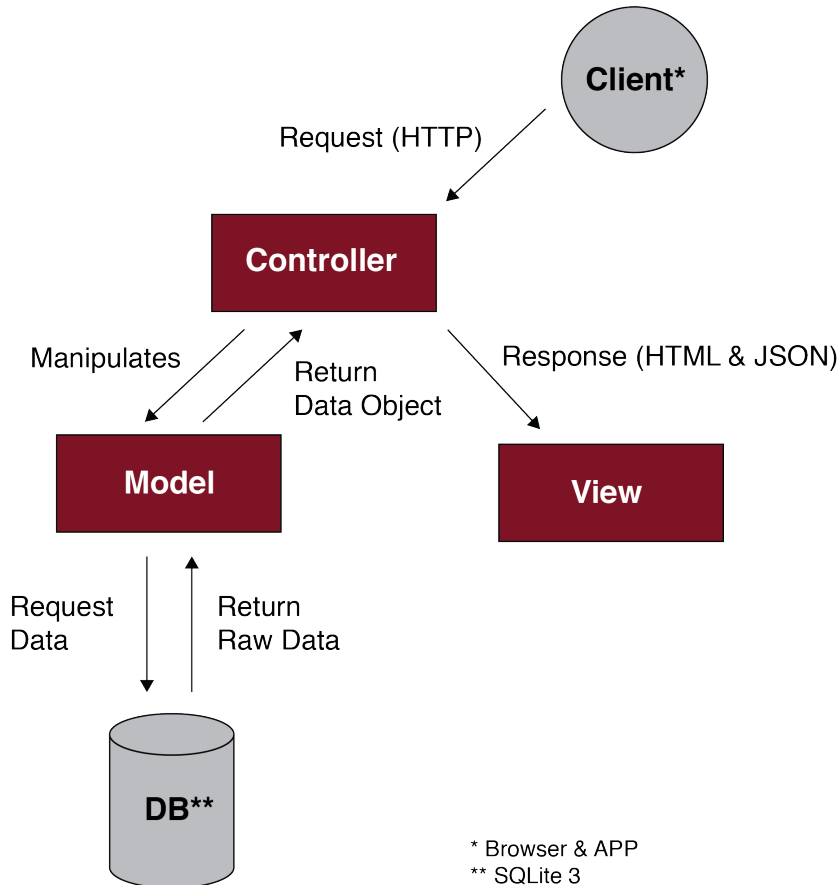 Client*
Request (HTTP)
Controller
Manipulates
Return
Data Object
Response (HTML & JSON)
Model
View
Request
Data
Return
Raw Data
DB**
* Browser & APP
** SQLite 3